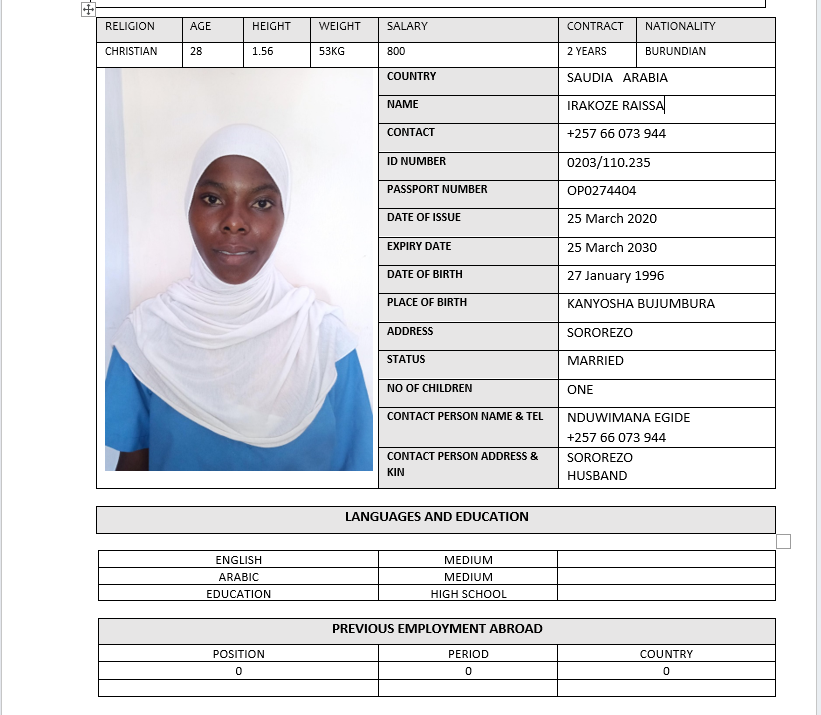 RELIGION AGE HEIGHT WEIGHT SALARY CONTRACT NATIONALITY
CHRISTIAN 28 1.56 53KG 800 2 YEARS BURUNDIAN
COUNTRY SAUDIA ARABIA
NAME IRAKOZE RAISSA
CONTACT +257 66 073 944
ID NUMBER 0203/110.235
PASSPORT NUMBER OP0274404
DATE OF ISSUE 25 March 2020
EXPIRY DATE 25 March 2030
DATE OF BIRTH 27 January 1996
PLACE OF BIRTH KANYOSHA BUJUMBURA
ADDRESS SOROREZO
STATUS MARRIED
NO OF CHILDREN ONE
CONTACT PERSON NAME & TEL NDUWIMANA EGIDE
+257 66 073 944
CONTACT PERSON ADDRESS & SOROREZO
KIN HUSBAND
LANGUAGES AND EDUCATION
ENGLISH MEDIUM
ARABIC MEDIUM
EDUCATION HIGH SCHOOL
PREVIOUS EMPLOYMENT ABROAD
POSITION PERIOD COUNTRY
0 0 0